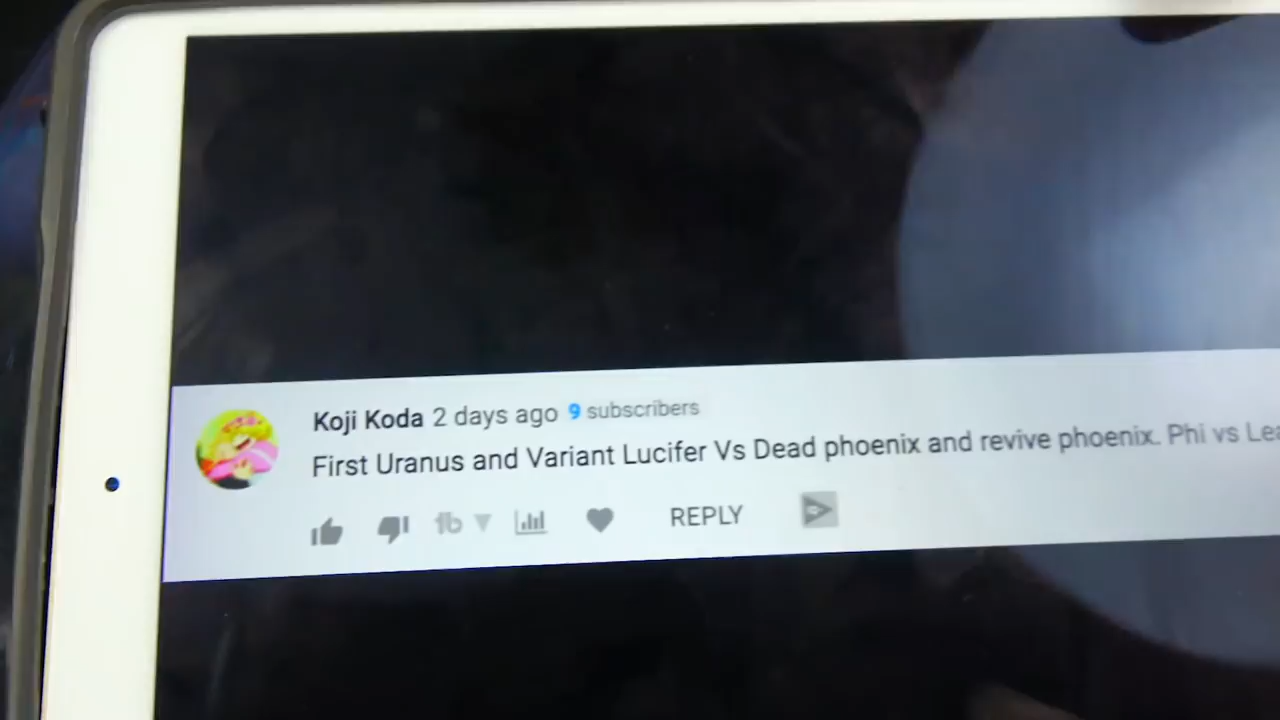 Koji Koda 2 days ago 9 subscribers
First Uranus and Variant Lucifer Vs Dead phoenix and revive phoenix. Phi vs Lea
REPLY